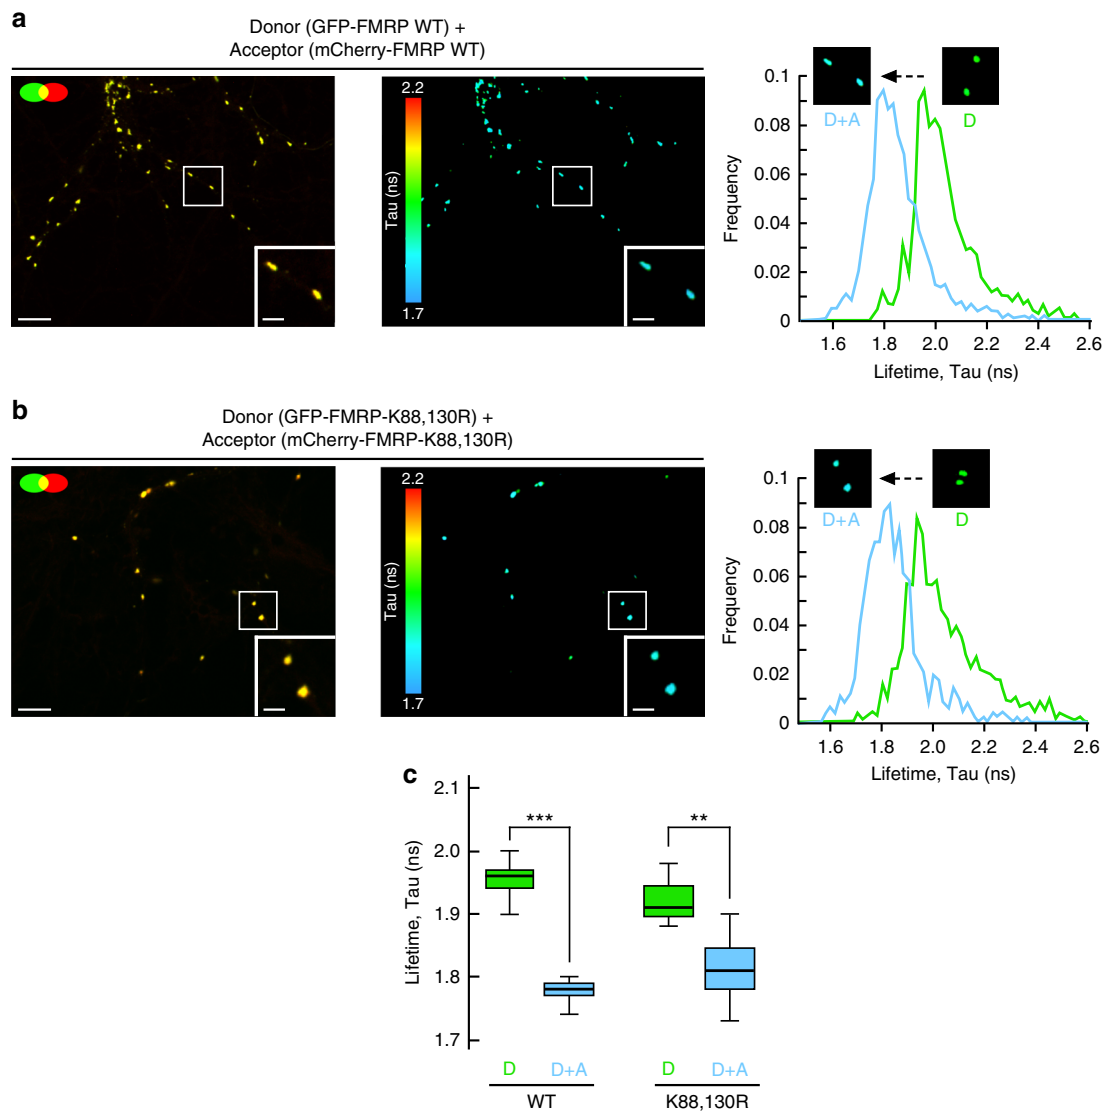 a
Donor (GFP-FMRP WT) +
Acceptor (mCherry-FMRP WT)
2.2
Tau (ns)
1.7
D+A
D
0.1
0.08
0.06
0.04
0.02
0
Frequency
1.6 1.8 2.0 2.2 2.4 2.6
Lifetime, Tau (ns)
b
Donor (GFP-FMRP-K88,130R) +
Acceptor (mCherry-FMRP-K88,130R)
2.2
Tau (ns)
1.7
D+A
D
0.1
0.08
0.06
0.04
0.02
0
Frequency
1.6 1.8 2.0 2.2 2.4 2.6
Lifetime, Tau (ns)
c
2.1
2.0
1.9
1.8
1.7
Lifetime, Tau (ns)
*** **
D D+A D D+A
WT K88,130R